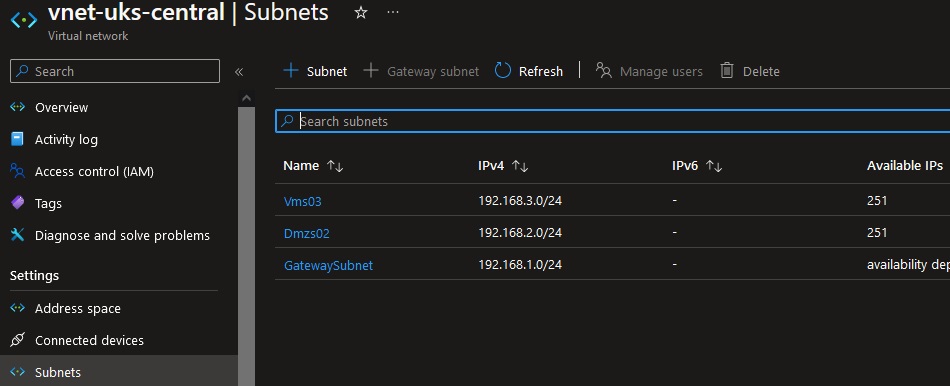 vnet-uks-central | Subnets
Virtual network
Search
Overview
Activity log
Access control (IAM)
Tags
Diagnose and solve problems
Settings
Address space
Connected devices
Subnets
Subnet Gateway subnet Refresh Manage users Delete
Search subnets
Name IPv4 IPv6 Available IPs
Vms03 192.168.3.0/24 - 251
Dmzs02 192.168.2.0/24 - 251
GatewaySubnet 192.168.1.0/24 - availability dep